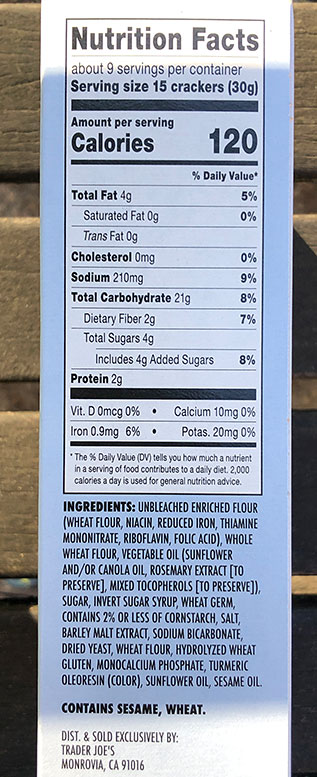 Nutrition Facts
about 9 servings per container
Serving size 15 crackers (30g)
Amount per serving
Calories 120
% Daily Value*
Total Fat 4g 5%
Saturated Fat 0g 0%
Trans Fat 0g
Cholesterol 0mg 0%
Sodium 210mg 9%
Total Carbohydrate 21g 8%
Dietary Fiber 2g 7%
Total Sugars 4g
Includes 4g Added Sugars 8%
Protein 2g
Vit. D 0mcg 0% • Calcium 10mg 0%
Iron 0.9mg 6% • Potas. 20mg 0%
* The % Daily Value (DV) tells you how much a nutrient
in a serving of food contributes to a daily diet. 2,000
calories a day is used for general nutrition advice.
INGREDIENTS: UNBLEACHED ENRICHED FLOUR
(WHEAT FLOUR, NIACIN, REDUCED IRON, THIAMINE
MONONITRATE, RIBOFLAVIN, FOLIC ACID), WHOLE
WHEAT FLOUR, VEGETABLE OIL (SUNFLOWER
AND/OR CANOLA OIL, ROSEMARY EXTRACT [TO
PRESERVE], MIXED TOCOPHEROLS [TO PRESERVE]),
SUGAR, INVERT SUGAR SYRUP, WHEAT GERM,
CONTAINS 2% OR LESS OF CORNSTARCH, SALT,
BARLEY MALT EXTRACT, SODIUM BICARBONATE,
DRIED YEAST, WHEAT FLOUR, HYDROLYZED WHEAT
GLUTEN, MONOCALCIUM PHOSPHATE, TURMERIC
OLEORESIN (COLOR), SUNFLOWER OIL, SESAME OIL.
CONTAINS SESAME, WHEAT.
DIST. & SOLD EXCLUSIVELY BY:
TRADER JOE'S
MONROVIA, CA 91016